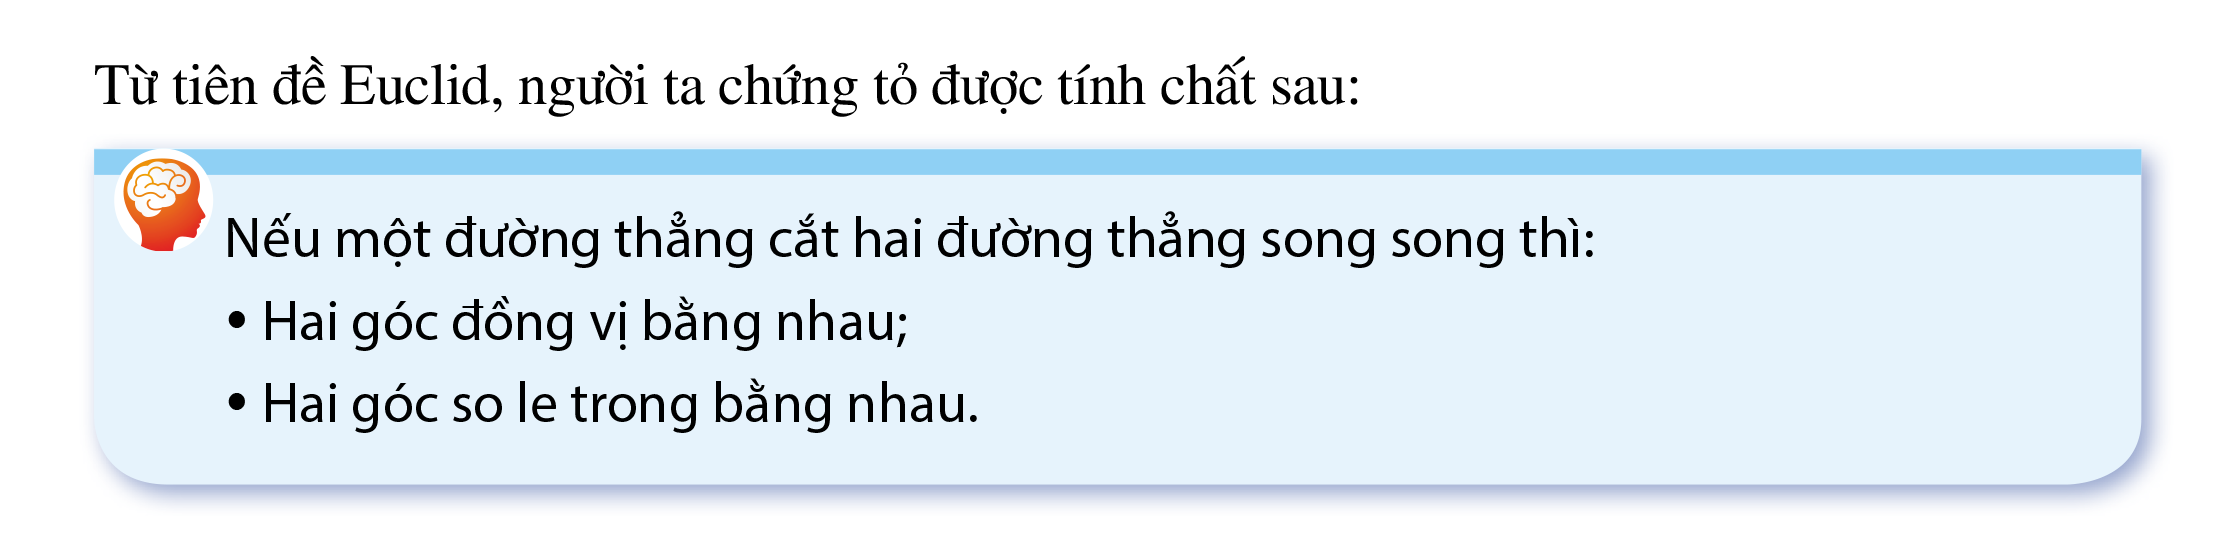 Từ tiên đề Euclid, người ta chứng tỏ được tính chất sau:
Nếu một đường thẳng cắt hai đường thẳng song song thì:
• Hai góc đồng vị bằng nhau;
• Hai góc so le trong bằng nhau.